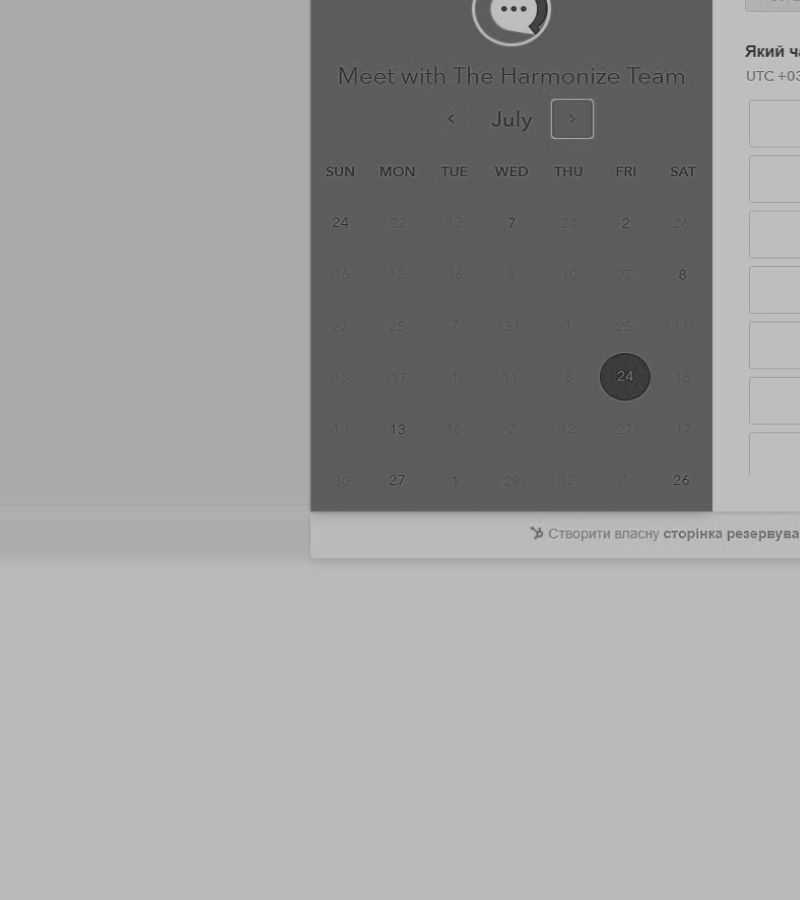 Meet with The Harmonize Team
July
SUN MON TUE WED THU FRI SAT
24 22 12 7 24 2 26
16 12 16 8 10 27 8
27 25 7 31 1 25 11
13 17 1 11 8 24 16
13 13 18 2 12 27 17
30 27 1 29 12 1 26
Створити власну сторінка резервува
Який ча
UTC +03